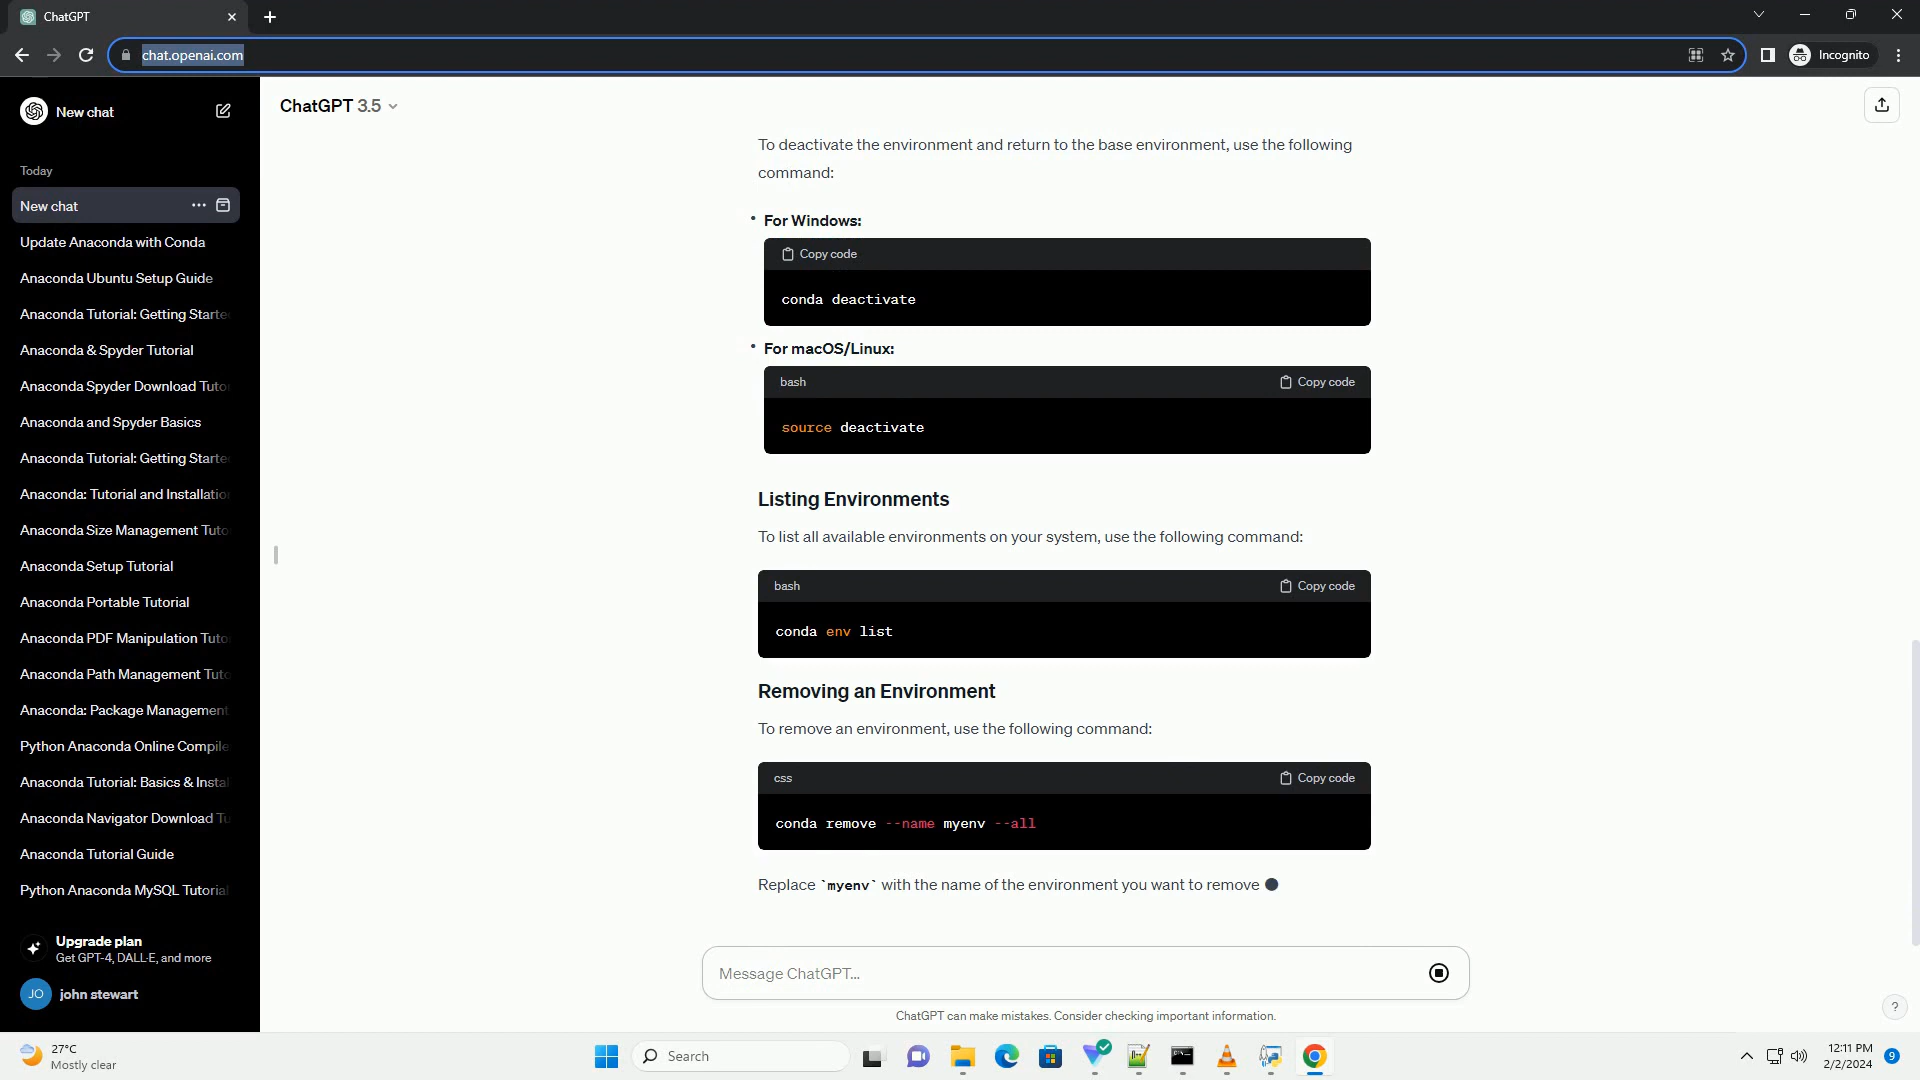 ChatGPT
chat.openai.com
Incognito
New chat
Today
New chat
Update Anaconda with Conda
Anaconda Ubuntu Setup Guide
Anaconda Tutorial: Getting Starte
Anaconda & Spyder Tutorial
Anaconda Spyder Download Tuto
Anaconda and Spyder Basics
Anaconda Tutorial: Getting Starte
Anaconda: Tutorial and Installatio
Anaconda Size Management Tuto
Anaconda Setup Tutorial
Anaconda Portable Tutorial
Anaconda PDF Manipulation Tuto
Anaconda Path Management Tuto
Anaconda: Package Management
Python Anaconda Online Compile
Anaconda Tutorial: Basics & Instal
Anaconda Navigator Download Tu
Anaconda Tutorial Guide
Python Anaconda MySQL Tutorial
Upgrade plan
Get GPT-4, DALL·E, and more
JO john stewart
ChatGPT 3.5
To deactivate the environment and return to the base environment, use the following
command:
• For Windows:
Copy code
conda deactivate
• For macOS/Linux:
bash Copy code
source deactivate
Listing Environments
To list all available environments on your system, use the following command:
bash Copy code
conda env list
Removing an Environment
To remove an environment, use the following command:
css Copy code
conda remove --name myenv --all
Replace `myenv` with the name of the environment you want to remove
Message ChatGPT...
ChatGPT can make mistakes. Consider checking important information.
?
27°C
Mostly clear
Search
12:11 PM
2/2/2024
9